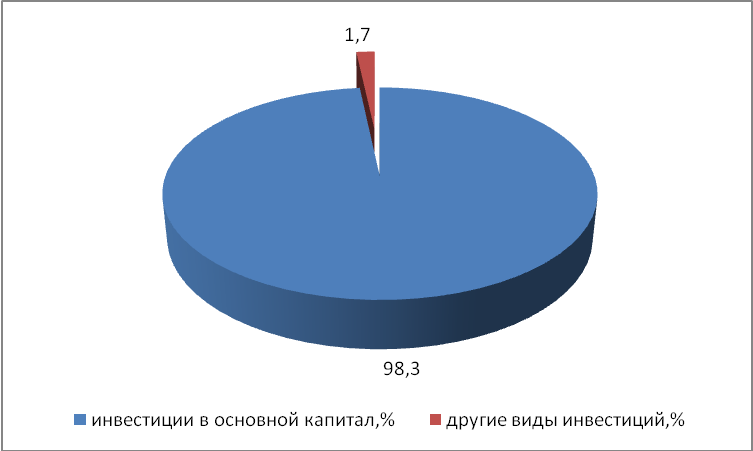 1,7
98,3
инвестиции в основной капитал,% другие виды инвестиций,%